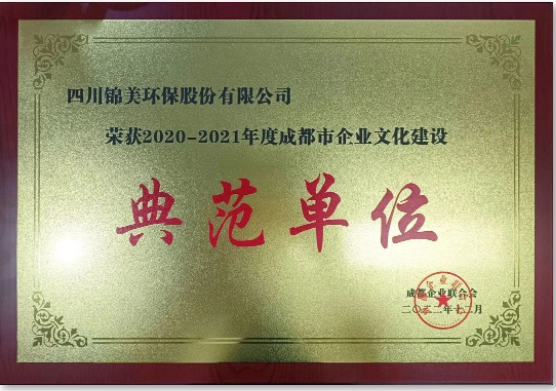 四川锦美环保股份有限公司
荣获2020-2021年度成都市企业文化建设
典范单位
成都企业联合会
二〇二二年十二月